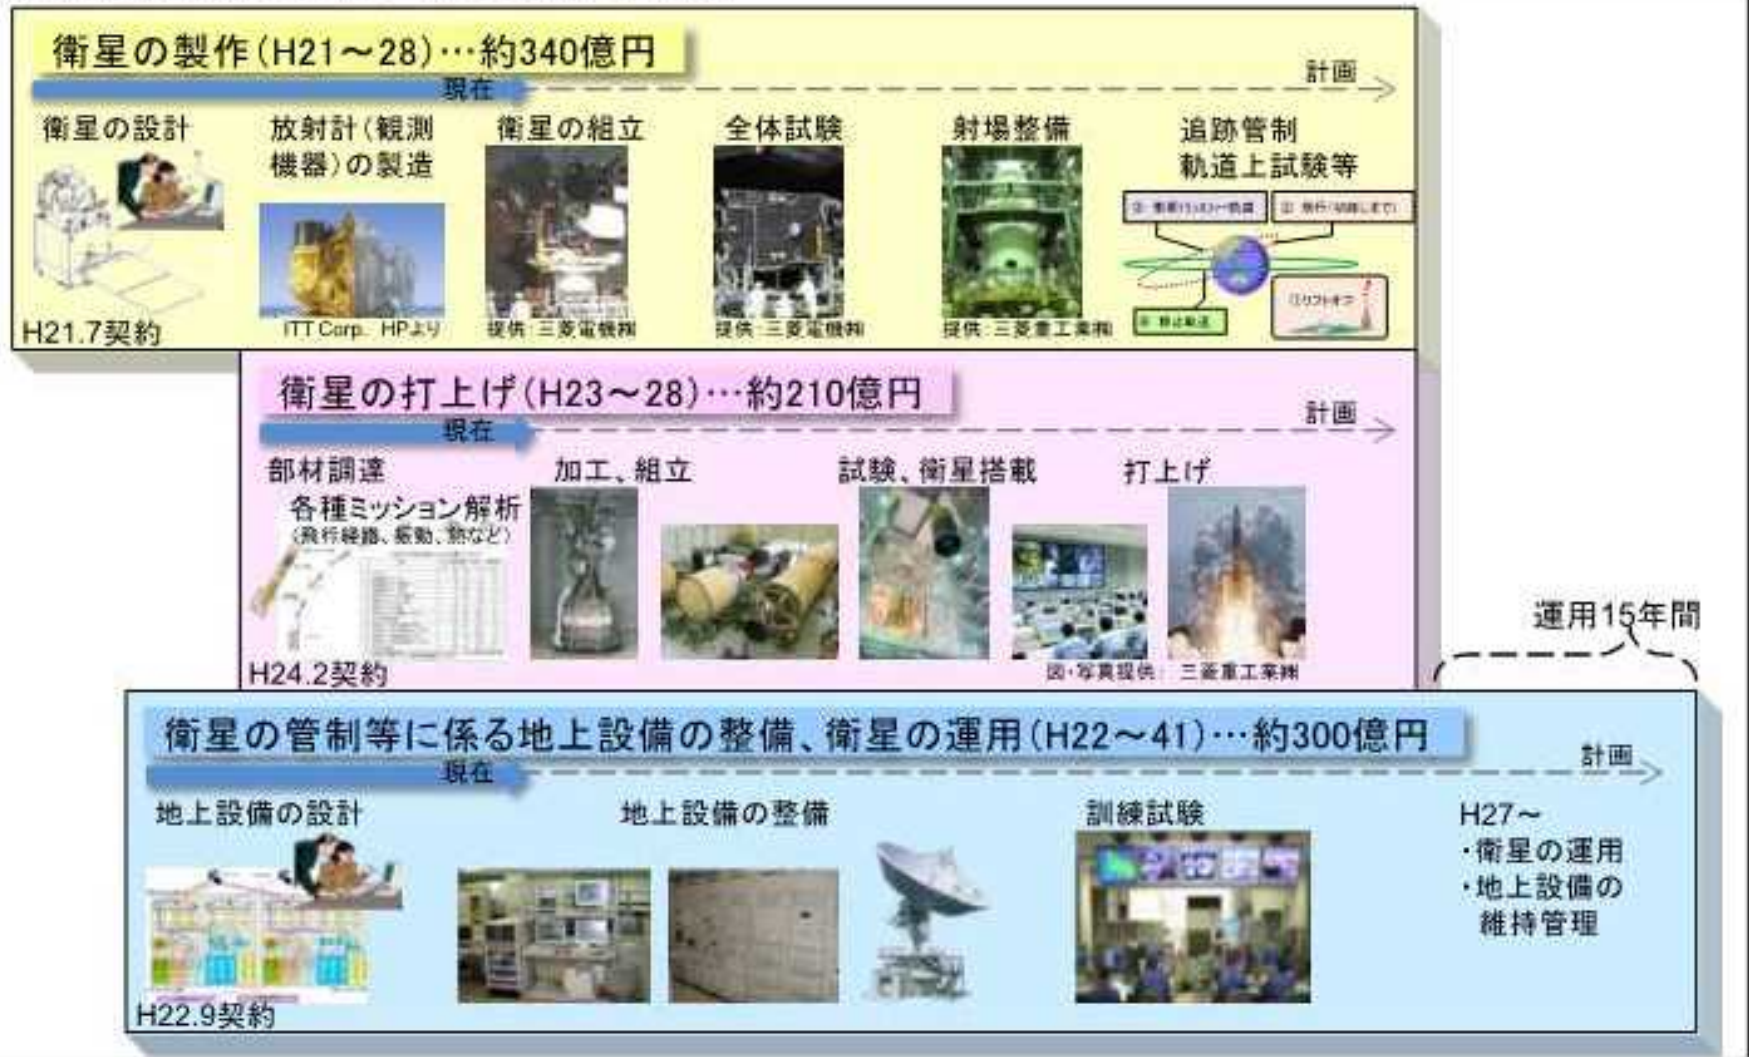 衛星の製作(H21～28)…約340億円
現在
計画
衛星の設計
放射計(観測
機器)の製造
衛星の組立
全体試験
射場整備
追跡管制
軌道上試験等
①リフトオフ
H21.7契約
ITT Corp. HPより
提供:三菱電機㈱
提供:三菱電機㈱
提供:三菱重工業㈱
衛星の打上げ(H23～28)…約210億円
現在
計画
部材調達
各種ミッション解析
(飛行経路、振動、熱など)
加工、組立
試験、衛星搭載
打上げ
H24.2契約
図・写真提供: 三菱重工業㈱
運用15年間
衛星の管制等に係る地上設備の整備、衛星の運用(H22～41)…約300億円
現在
計画
地上設備の設計
地上設備の整備
訓練試験
H27～
・衛星の運用
・地上設備の
維持管理
H22.9契約